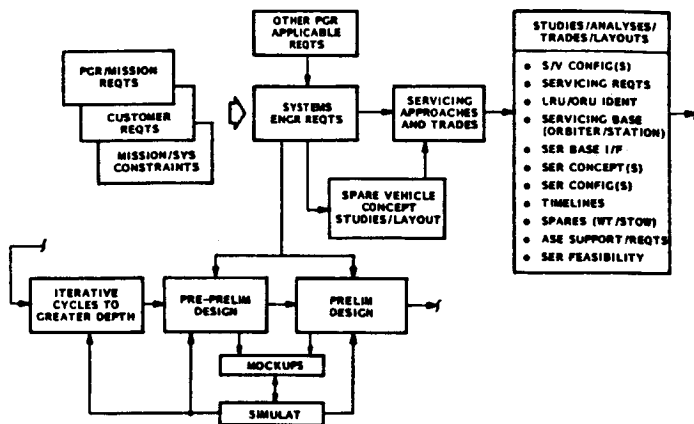 OTHER PGR
APPLICABLE
REQTS
STUDIES/ANALYSES/
TRADES/LAYOUTS
PGR/MISSION
REQTS
CUSTOMER
REQTS
MISSION/SYS
CONSTRAINTS
SYSTEMS
ENGR REQTS
SERVICING
APPROACHES
AND TRADES
SPARE VEHICLE
CONCEPT
STUDIES/LAYOUT
• S/V CONFIG(S)
• SERVICING REQTS
• LRU/ORU IDENT
• SERVICING BASE
(ORBITER/STATION)
• SER BASE I/F
• SER CONCEPT(S)
• SER CONFIG(S)
• TIMELINES
• SPARES (WT/STOW)
• ASE SUPPORT/REQTS
• SER FEASIBILITY
ITERATIVE
CYCLES TO
GREATER DEPTH
PRE-PRELIM
DESIGN
PRELIM
DESIGN
MOCKUPS
SIMULAT